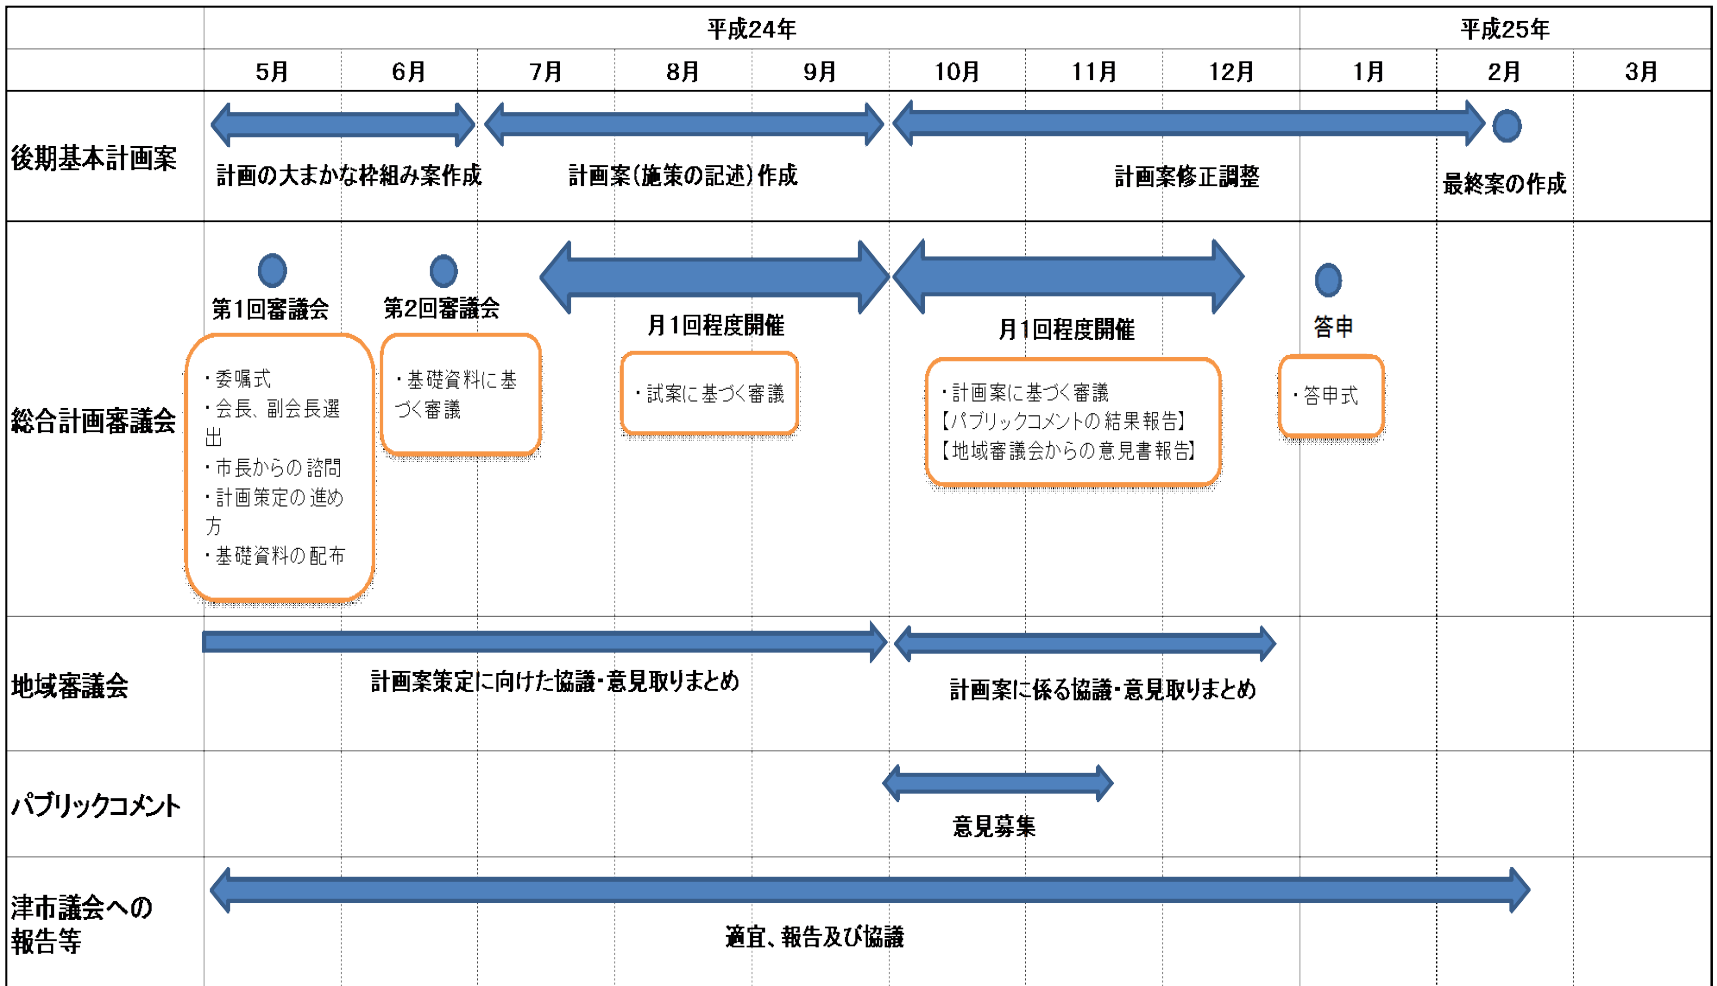 平成24年
平成25年
5月
6月
7月
8月
9月
10月
11月
12月
1月
2月
3月
後期基本計画案
計画の大まかな枠組み案作成
計画案(施策の記述)作成
計画案修正調整
最終案の作成
総合計画審議会
第1回審議会
・委嘱式
・会長、副会長選
出
・市長からの諮問
・計画策定の進め
方
・基礎資料の配布
第2回審議会
・基礎資料に基
づく審議
月1回程度開催
・試案に基づく審議
月1回程度開催
・計画案に基づく審議
【パブリックコメントの結果報告】
【地域審議会からの意見書報告】
答申
・答申式
地域審議会
計画案策定に向けた協議・意見取りまとめ
計画案に係る協議・意見取りまとめ
パブリックコメント
意見募集
津市議会への
報告等
適宜、報告及び協議